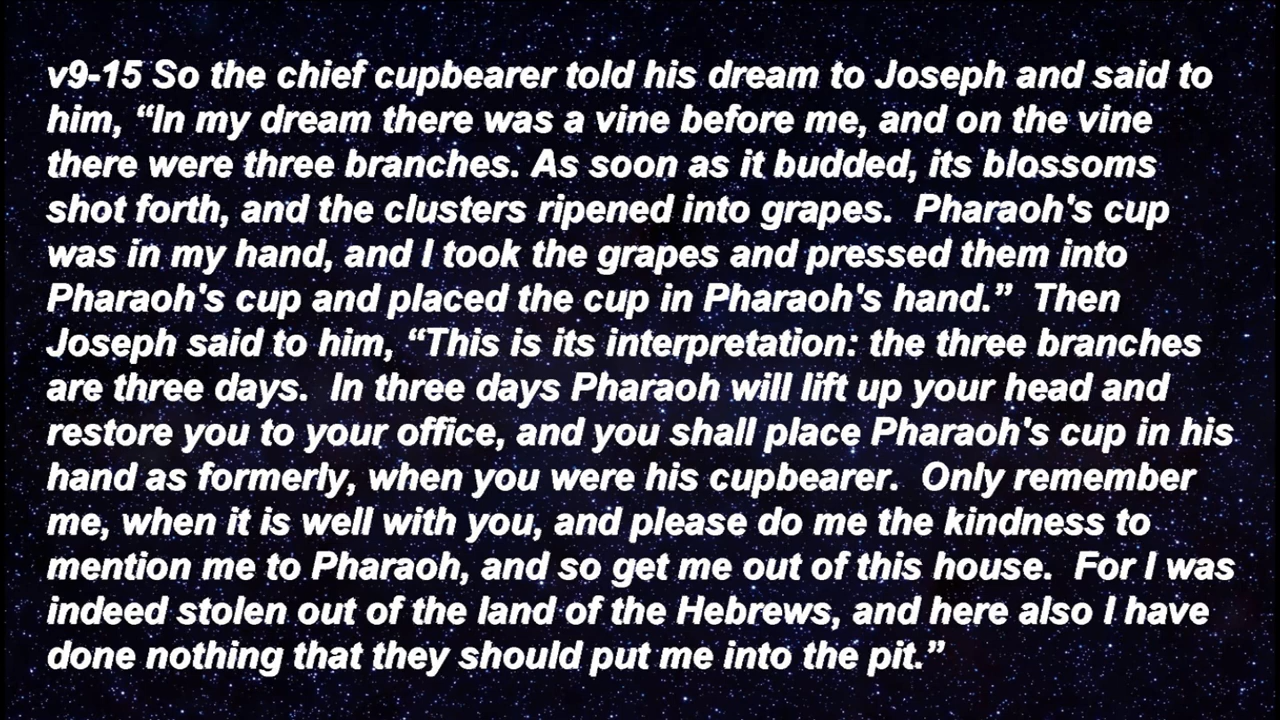 v9-15 So the chief cupbearer told his dream to Joseph and said to
him, “In my dream there was a vine before me, and on the vine
there were three branches. As soon as it budded, its blossoms
shot forth, and the clusters ripened into grapes.  Pharaoh's cup
was in my hand, and I took the grapes and pressed them into
Pharaoh's cup and placed the cup in Pharaoh's hand.”  Then
Joseph said to him, “This is its interpretation: the three branches
are three days.  In three days Pharaoh will lift up your head and
restore you to your office, and you shall place Pharaoh's cup in his
hand as formerly, when you were his cupbearer.  Only remember
me, when it is well with you, and please do me the kindness to
mention me to Pharaoh, and so get me out of this house.  For I was
indeed stolen out of the land of the Hebrews, and here also I have
done nothing that they should put me into the pit.”